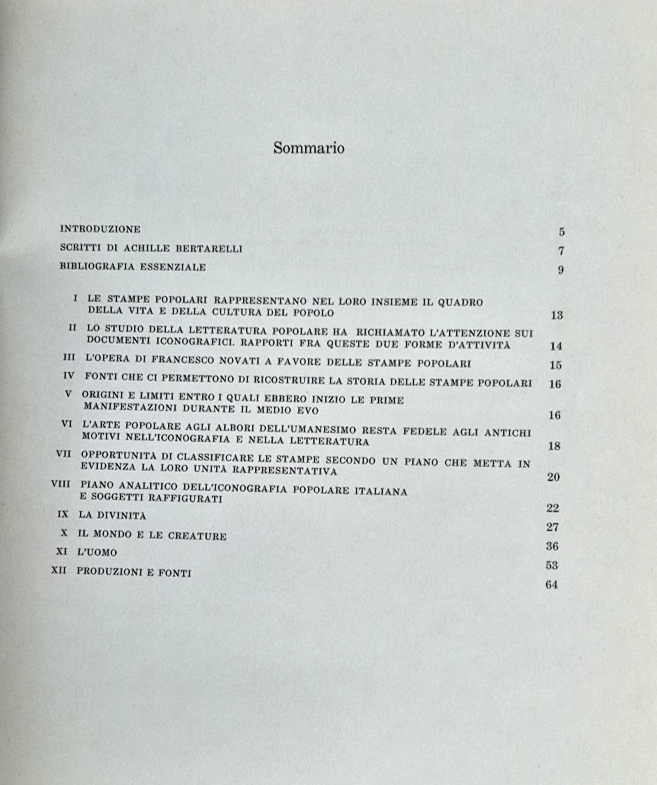 Sommario
INTRODUZIONE 5
SCRITTI DI ACHILLE BERTARELLI 7
BIBLIOGRAFIA ESSENZIALE 9
I LE STAMPE POPOLARI RAPPRESENTANO NEL LORO INSIEME IL QUADRO
DELLA VITA E DELLA CULTURA DEL POPOLO 13
II LO STUDIO DELLA LETTERATURA POPOLARE HA RICHIAMATO L'ATTENZIONE SUI
DOCUMENTI ICONOGRAFICI. RAPPORTI FRA QUESTE DUE FORME D'ATTIVITÀ 14
III L'OPERA DI FRANCESCO NOVATI A FAVORE DELLE STAMPE POPOLARI 15
IV FONTI CHE CI PERMETTONO DI RICOSTRUIRE LA STORIA DELLE STAMPE POPOLARI 16
V ORIGINI E LIMITI ENTRO I QUALI EBBERO INIZIO LE PRIME
MANIFESTAZIONI DURANTE IL MEDIO EVO 16
VI L'ARTE POPOLARE AGLI ALBORI DELL'UMANESIMO RESTA FEDELE AGLI ANTICHI
MOTIVI NELL'ICONOGRAFIA E NELLA LETTERATURA 18
VII OPPORTUNITÀ DI CLASSIFICARE LE STAMPE SECONDO UN PIANO CHE METTA IN
EVIDENZA LA LORO UNITÀ RAPPRESENTATIVA 20
VIII PIANO ANALITICO DELL'ICONOGRAFIA POPOLARE ITALIANA
E SOGGETTI RAFFIGURATI 22
IX LA DIVINITÀ 27
X IL MONDO E LE CREATURE 36
XI L'UOMO 53
XII PRODUZIONI E FONTI 64